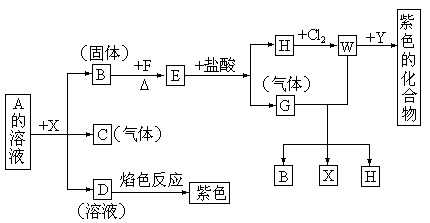 A的溶液
+X
(固体)
B
+F
Δ
E
+盐酸
H
+Cl₂
W
+Y
紫色的化合物
(气体)
G
C
(气体)
D
(溶液)
焰色反应
紫色
B
X
H